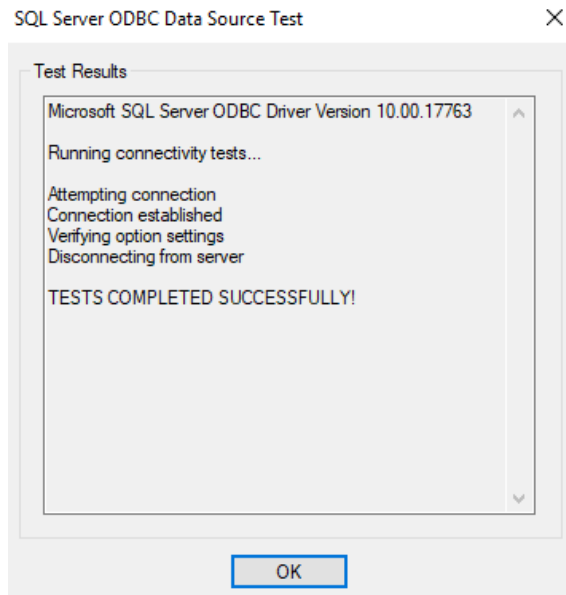 SQL Server ODBC Data Source Test
Test Results
Microsoft SQL Server ODBC Driver Version 10.00.17763
Running connectivity tests...
Attempting connection
Connection established
Verifying option settings
Disconnecting from server
TESTS COMPLETED SUCCESSFULLY!
OK